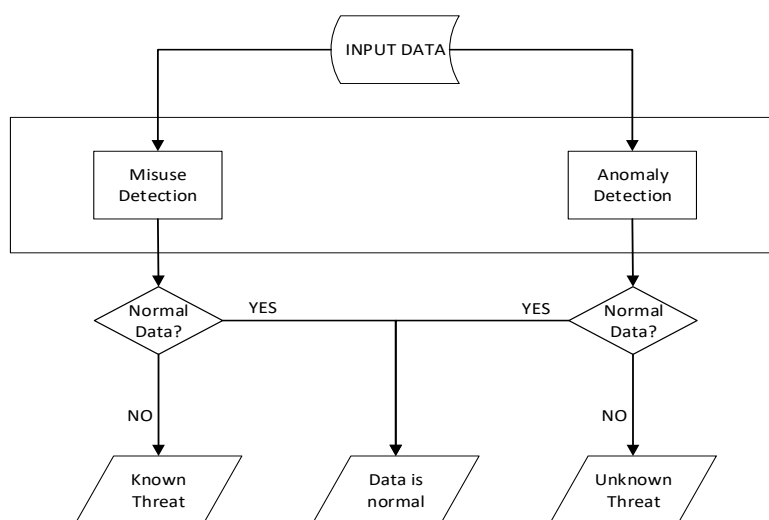 INPUT DATA
Misuse
Detection
Anomaly
Detection
Normal
Data?
YES
YES
Normal
Data?
NO
NO
Known
Threat
Data is
normal
Unknown
Threat